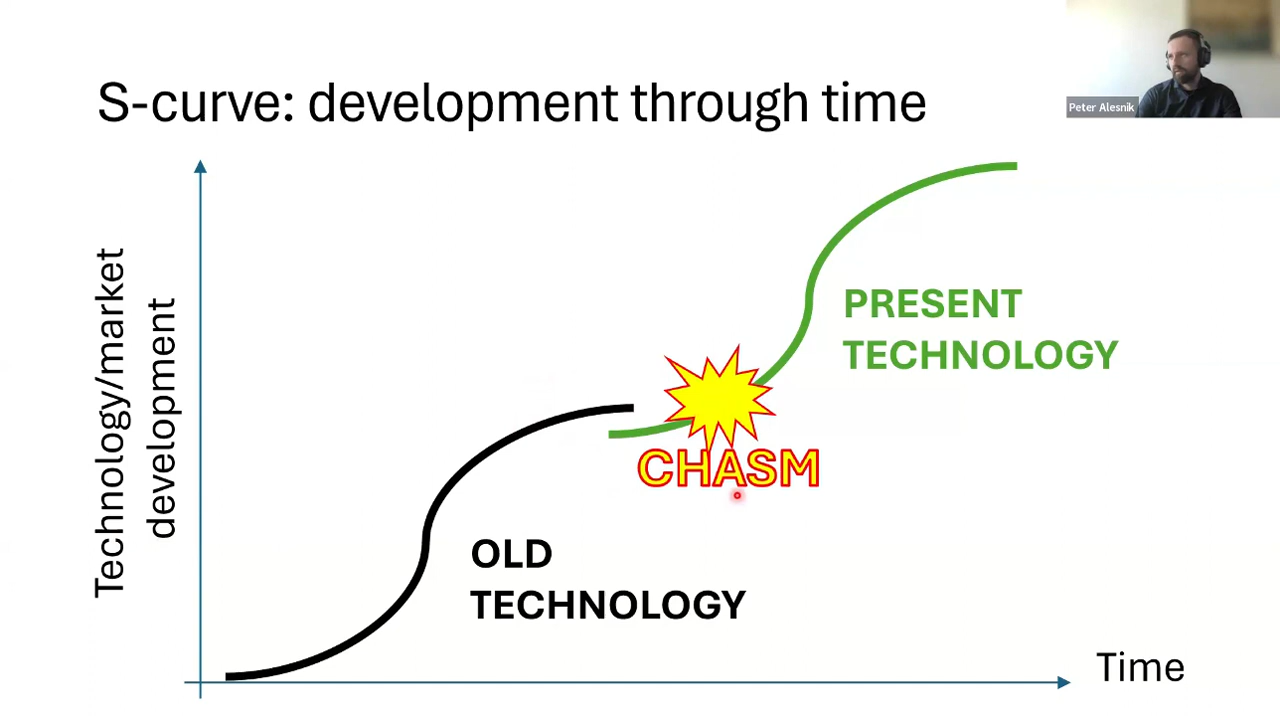 S-curve: development through time
Peter Alesnik
Technology/market
development
PRESENT
TECHNOLOGY
CHASM
OLD
TECHNOLOGY
Time